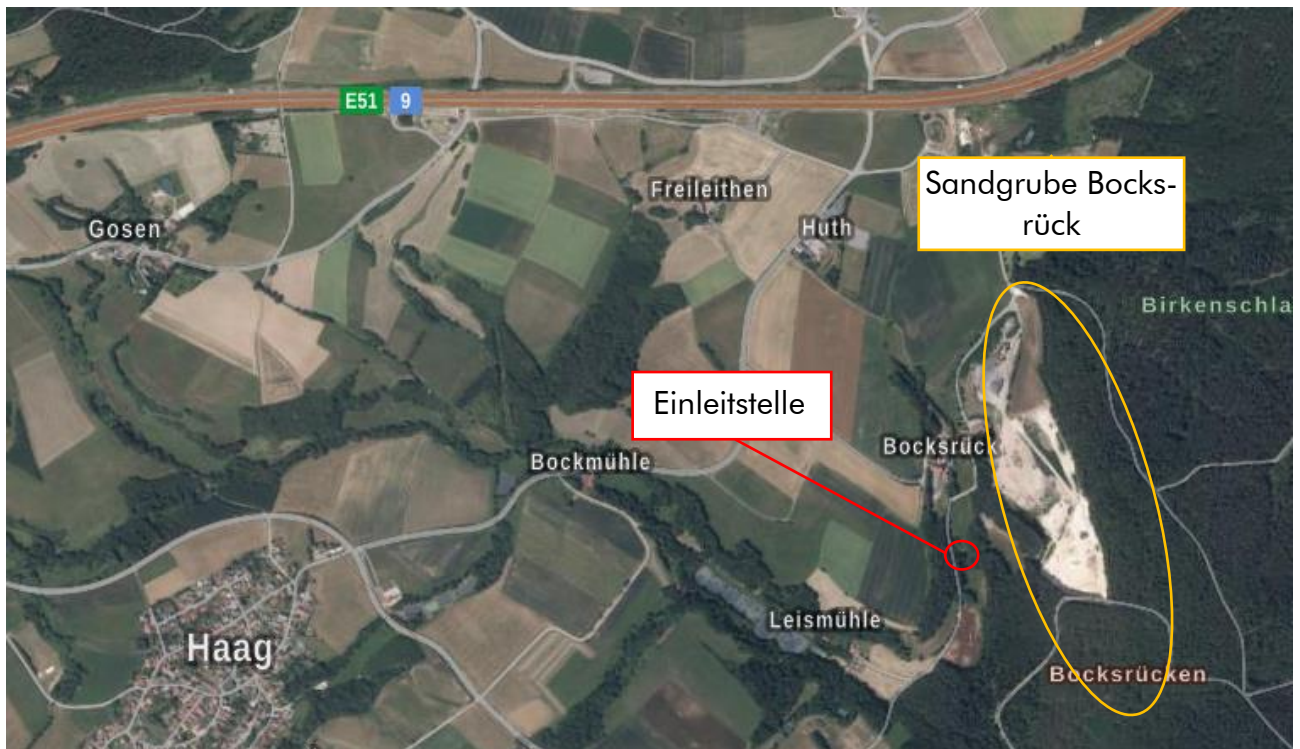 E51 9
Sandgrube Bocks-
rück
Freileithen
Gosen
Huth
Birkenschla
Einleitstelle
Bocksrück
Bockmühle
Leismühle
Haag
Bocksrücken